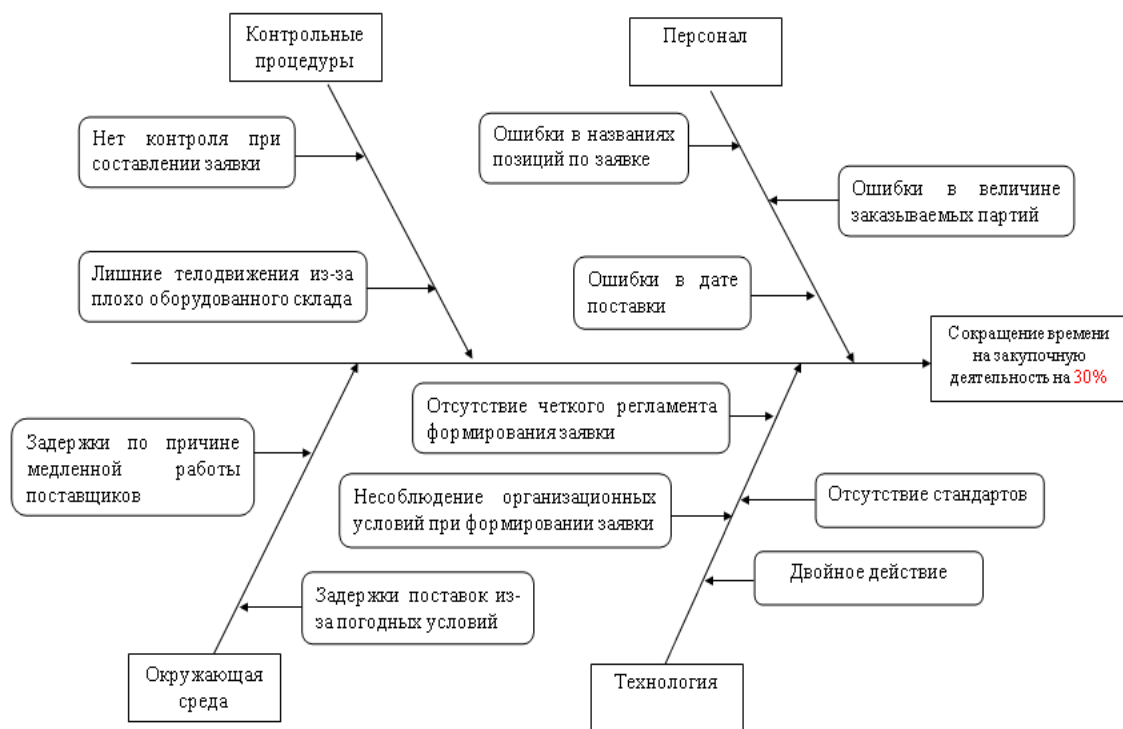 Контрольные
процедуры
Персонал
Нет контроля при
составлении заявки
Ошибки в названиях
позиций по заявке
Ошибки в величине
заказываемых партий
Лишние телодвижения из-за
плохо оборудованного склада
Ошибки в дате
поставки
Сокращение времени
на закупочную
деятельность на 30%
Отсутствие четкого регламента
формирования заявки
Задержки по причине
медленной работы
поставщиков
Несоблюдение организационных
условий при формировании заявки
Отсутствие стандартов
Двойное действие
Задержки поставок из-
за погодных условий
Окружающая
среда
Технология